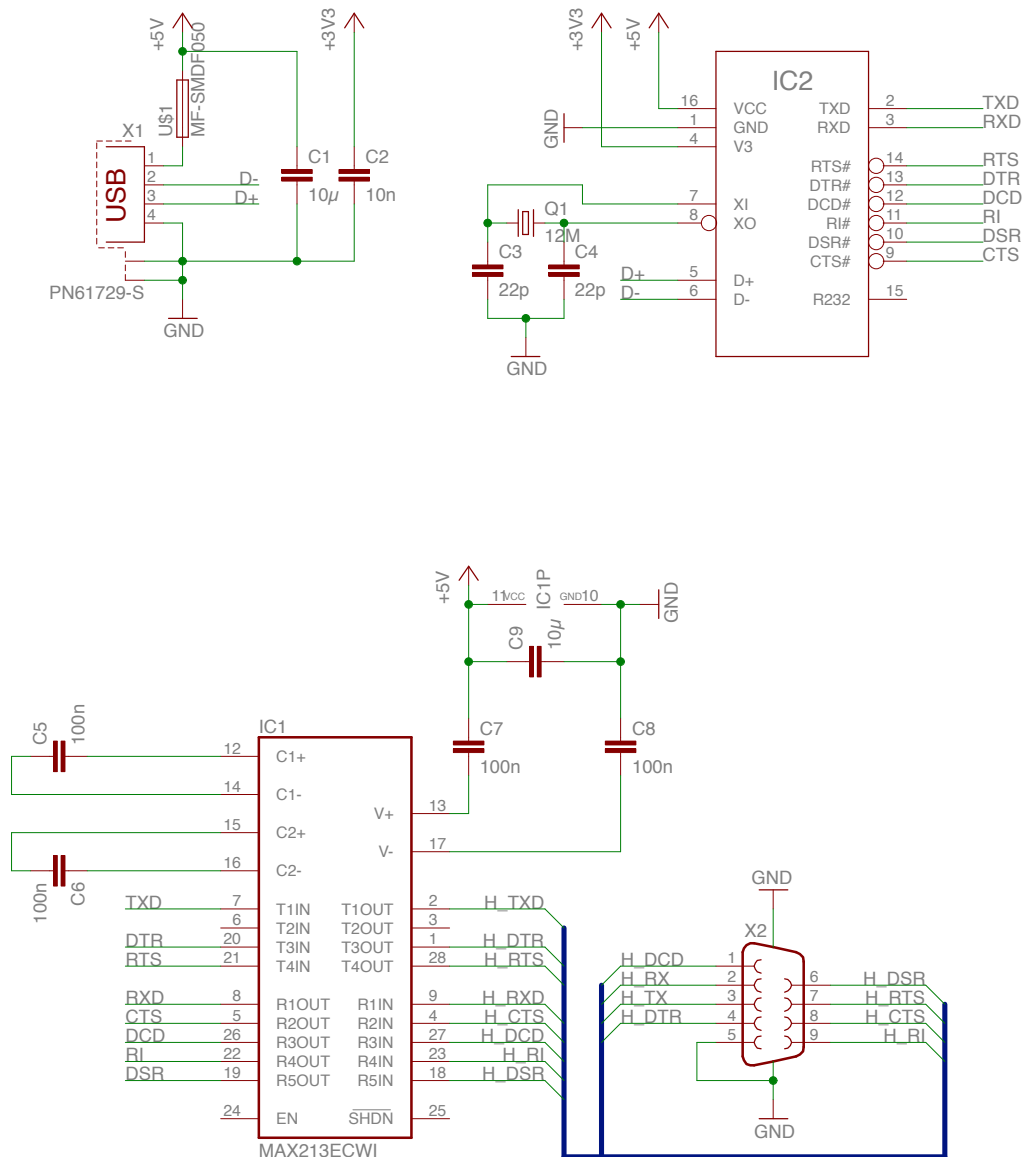 +5V
+3V3
U$1
MF-SMDF050
X1
USB
1
2
3
4
D-
D+
C1
10µ
C2
10n
PN61729-S
GND
+3V3
+5V
GND
IC2
16 VCC TXD 2 TXD
1 GND RXD 3 RXD
4 V3
RTS# 14 RTS
DTR# 13 DTR
7 XI DCD# 12 DCD
8 XO RI# 11 RI
DSR# 10 DSR
CTS# 9 CTS
Q1
12M
C3
22p
C4
22p
D+ 5 D+
D- 6 D-
R232 15
GND
+5V
11 VCC
IC1P
GND 10
GND
C9
10µ
C7
100n
C8
100n
C5
100n
C6
100n
IC1
12 C1+
14 C1-
15 C2+
16 C2-
V+ 13
V- 17
TXD 7 T1IN T1OUT 2 H_TXD
6 T2IN T2OUT 3
DTR 20 T3IN T3OUT 1 H_DTR
RTS 21 T4IN T4OUT 28 H_RTS
RXD 8 R1OUT R1IN 9 H_RXD
CTS 5 R2OUT R2IN 4 H_CTS
DCD 26 R3OUT R3IN 27 H_DCD
RI 22 R4OUT R4IN 23 H_RI
DSR 19 R5OUT R5IN 18 H_DSR
24 EN SHDN 25
MAX213ECWI
GND
X2
H_DCD 1
H_RX 2
H_TX 3
H_DTR 4
5
6 H_DSR
7 H_RTS
8 H_CTS
9 H_RI
GND